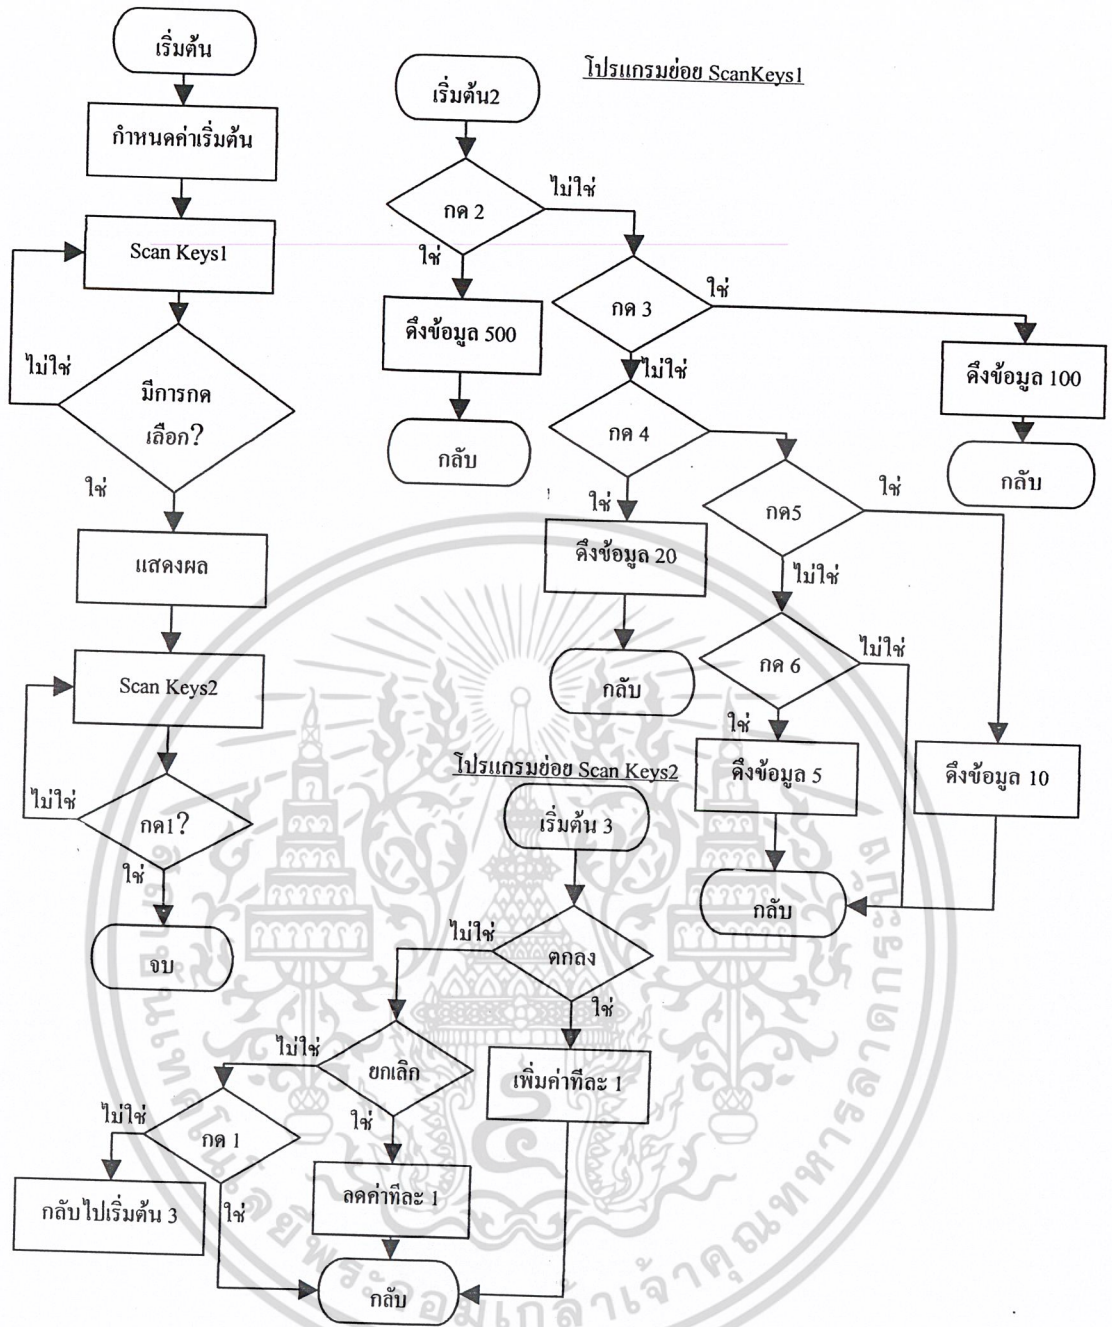 เริ่มต้น
กำหนดค่าเริ่มต้น
Scan Keys1
ไม่ใช่
มีการกด
เลือก?
ใช่
แสดงผล
Scan Keys2
ไม่ใช่
กด1?
ใช่
จบ
โปรแกรมย่อย ScanKeys1
เริ่มต้น2
กด 2
ไม่ใช่
ใช่
ดึงข้อมูล 500
กลับ
กด 3
ใช่
ดึงข้อมูล 100
กลับ
ไม่ใช่
กด 4
ใช่
ดึงข้อมูล 20
กลับ
กด5
ใช่
ไม่ใช่
กด 6
ไม่ใช่
ใช่
ดึงข้อมูล 5
ดึงข้อมูล 10
กลับ
โปรแกรมย่อย Scan Keys2
เริ่มต้น 3
ไม่ใช่
ตกลง
ใช่
เพิ่มค่าทีละ 1
ไม่ใช่
ยกเลิก
ใช่
ลดค่าทีละ 1
ไม่ใช่
กด 1
ใช่
กลับไปเริ่มต้น 3
กลับ